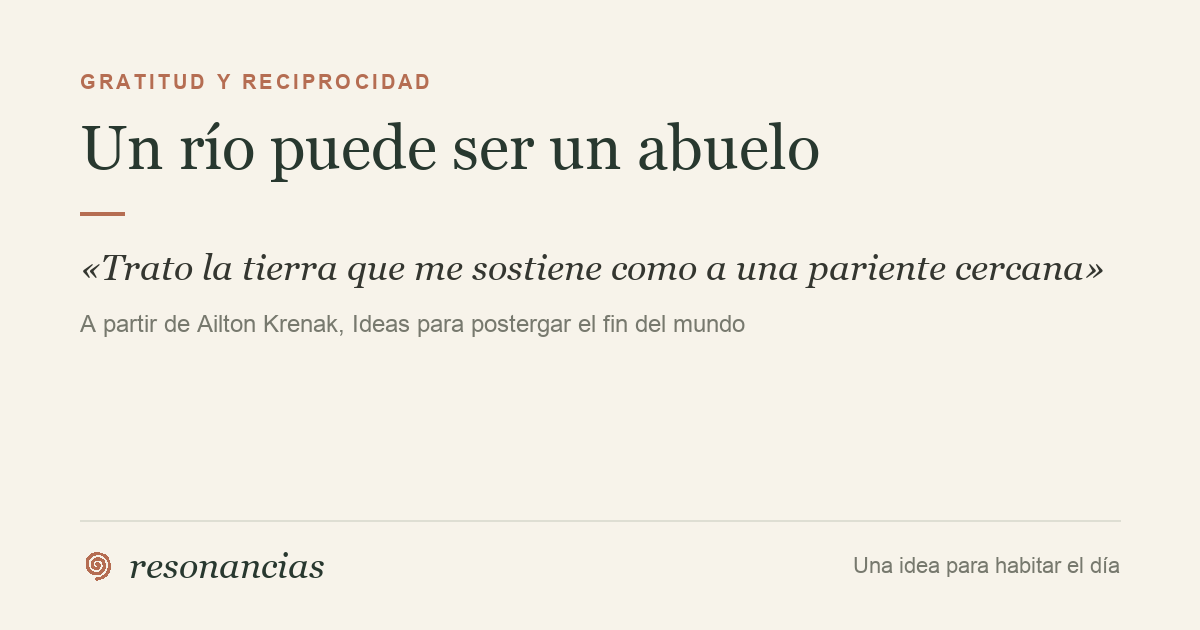 GRATITUD Y RECIPROCIDAD
Un río puede ser un abuelo
«Trato la tierra que me sostiene como a una pariente cercana»
A partir de Ailton Krenak, Ideas para postergar el fin del mundo
resonancias
Una idea para habitar el día